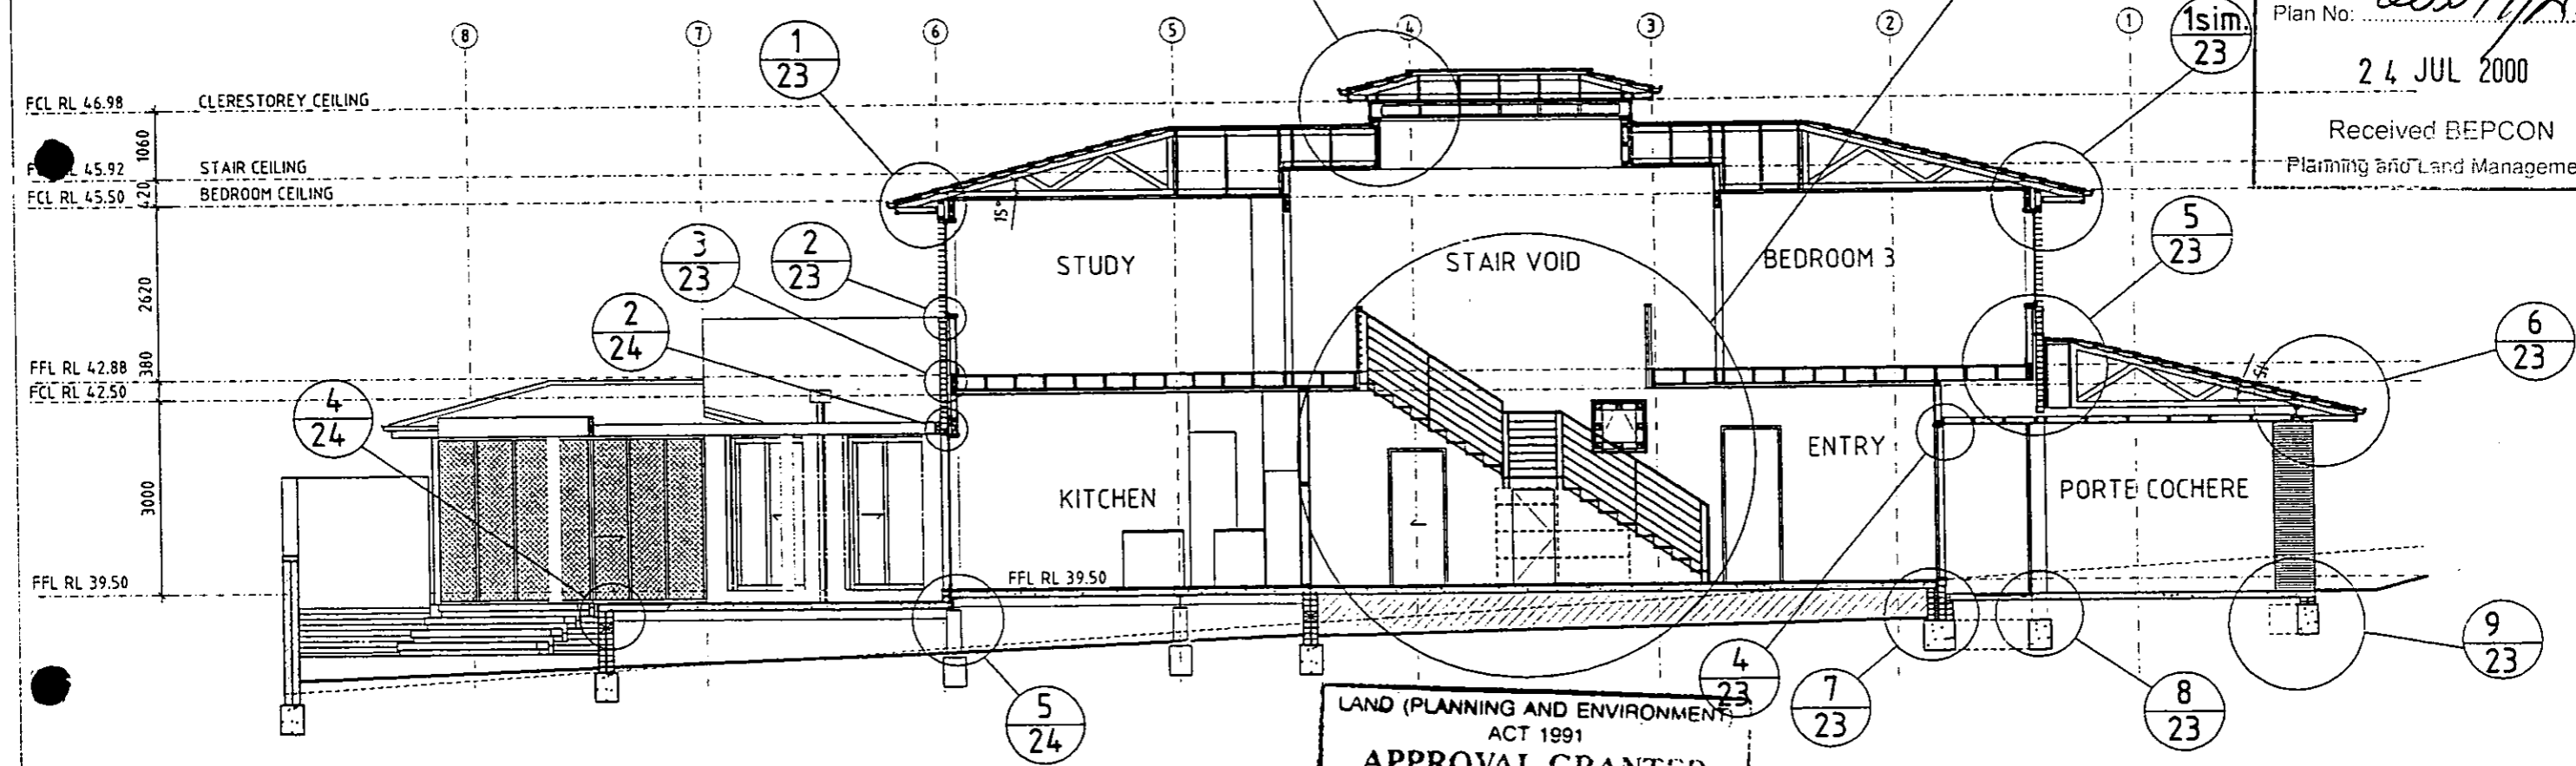 8
7
6
5
4
3
2
1
Plan No:
24 JUL 2000
Received BEPCON
Planning and Land Manageme
1
23
1sim.
23
FCL RL 46.98 CLERESTOREY CEILING
1060
45.92 STAIR CEILING
420
FCL RL 45.50 BEDROOM CEILING
15°
2620
3
23
2
23
5
23
STUDY
STAIR VOID
BEDROOM 3
2
24
6
23
FFL RL 42.88
380
FCL RL 42.50
15°
4
24
3000
KITCHEN
ENTRY
PORTE COCHERE
FFL RL 39.50
FFL RL 39.50
5
24
4
23
7
23
8
23
9
23
LAND (PLANNING AND ENVIRONMENT)
ACT 1991
APPROVAL GRANTED